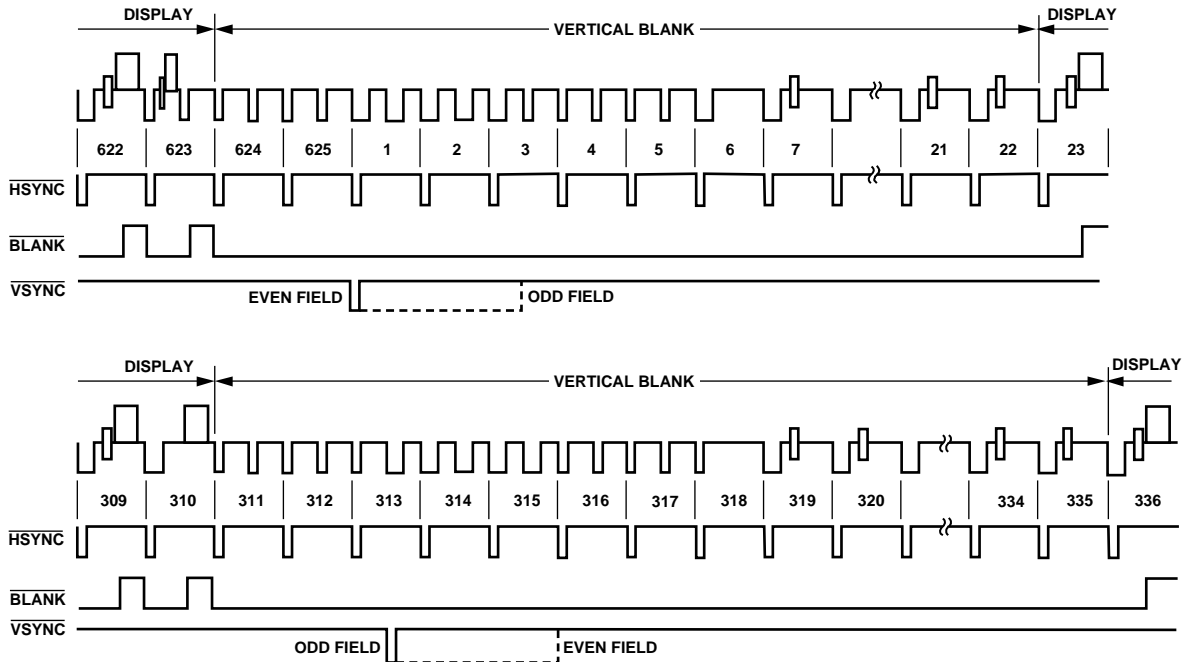 DISPLAY VERTICAL BLANK DISPLAY
622 623 624 625 1 2 3 4 5 6 7 21 22 23
HSYNC
BLANK
VSYNC
EVEN FIELD ODD FIELD
DISPLAY VERTICAL BLANK DISPLAY
309 310 311 312 313 314 315 316 317 318 319 320 334 335 336
HSYNC
BLANK
VSYNC
ODD FIELD EVEN FIELD